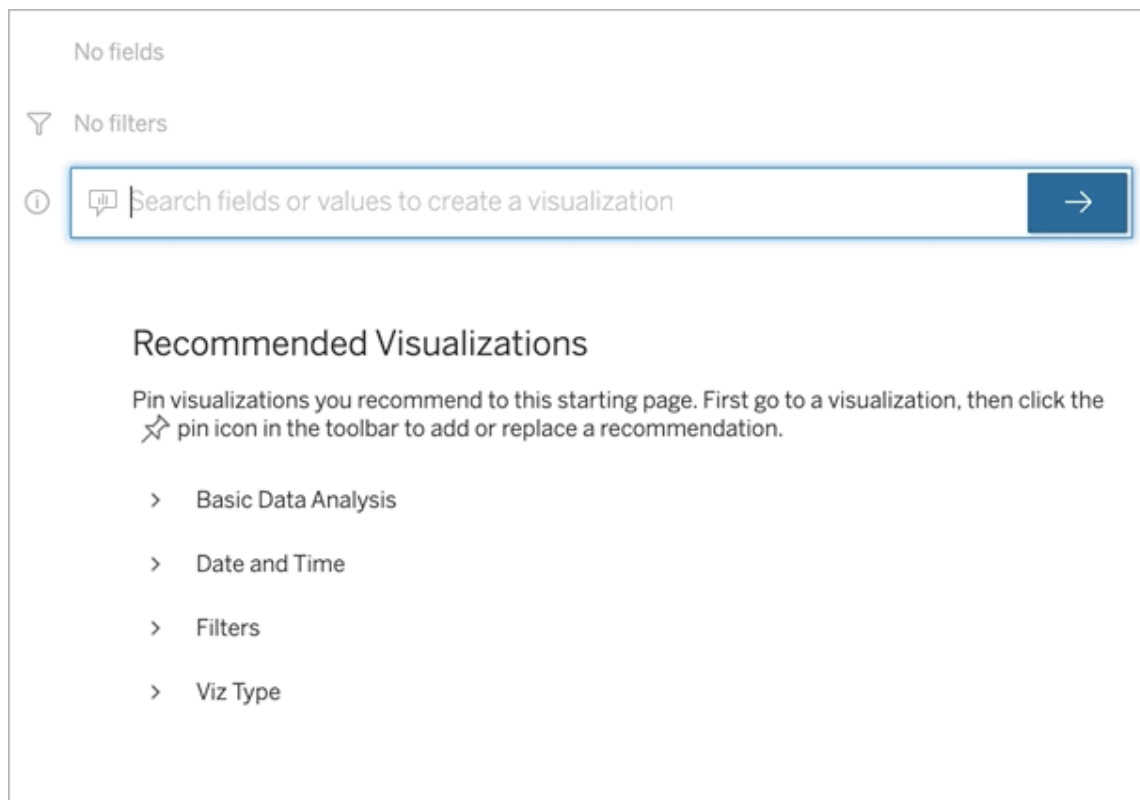 No fields
No filters
Search fields or values to create a visualization
Recommended Visualizations
Pin visualizations you recommend to this starting page. First go to a visualization, then click the
pin icon in the toolbar to add or replace a recommendation.
Basic Data Analysis
Date and Time
Filters
Viz Type